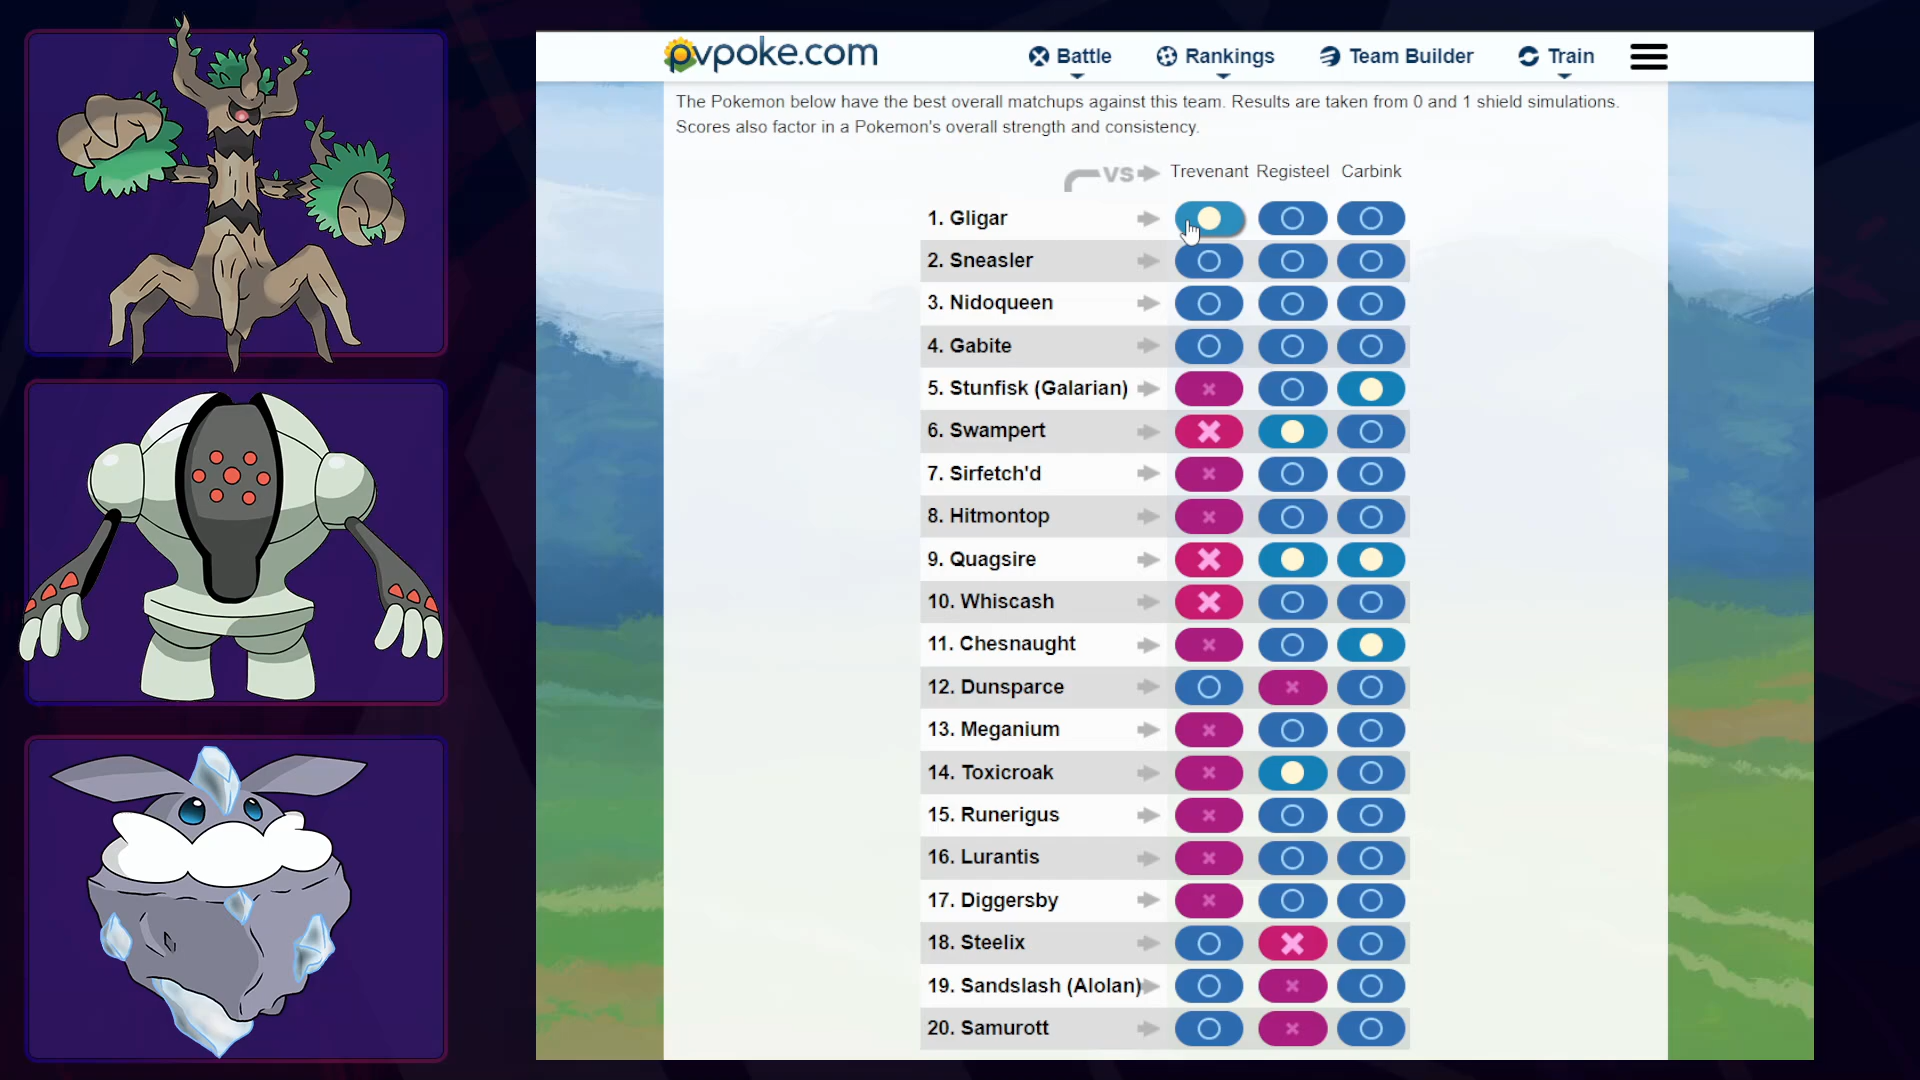 pvpoke.com
Battle
Rankings
Team Builder
Train
The Pokemon below have the best overall matchups against this team. Results are taken from 0 and 1 shield simulations.
Scores also factor in a Pokemon's overall strength and consistency.
VS Trevenant Registeel Carbink
1. Gligar
2. Sneasler
3. Nidoqueen
4. Gabite
5. Stunfisk (Galarian)
6. Swampert
7. Sirfetch'd
8. Hitmontop
9. Quagsire
10. Whiscash
11. Chesnaught
12. Dunsparce
13. Meganium
14. Toxicroak
15. Runerigus
16. Lurantis
17. Diggersby
18. Steelix
19. Sandslash (Alolan)
20. Samurott